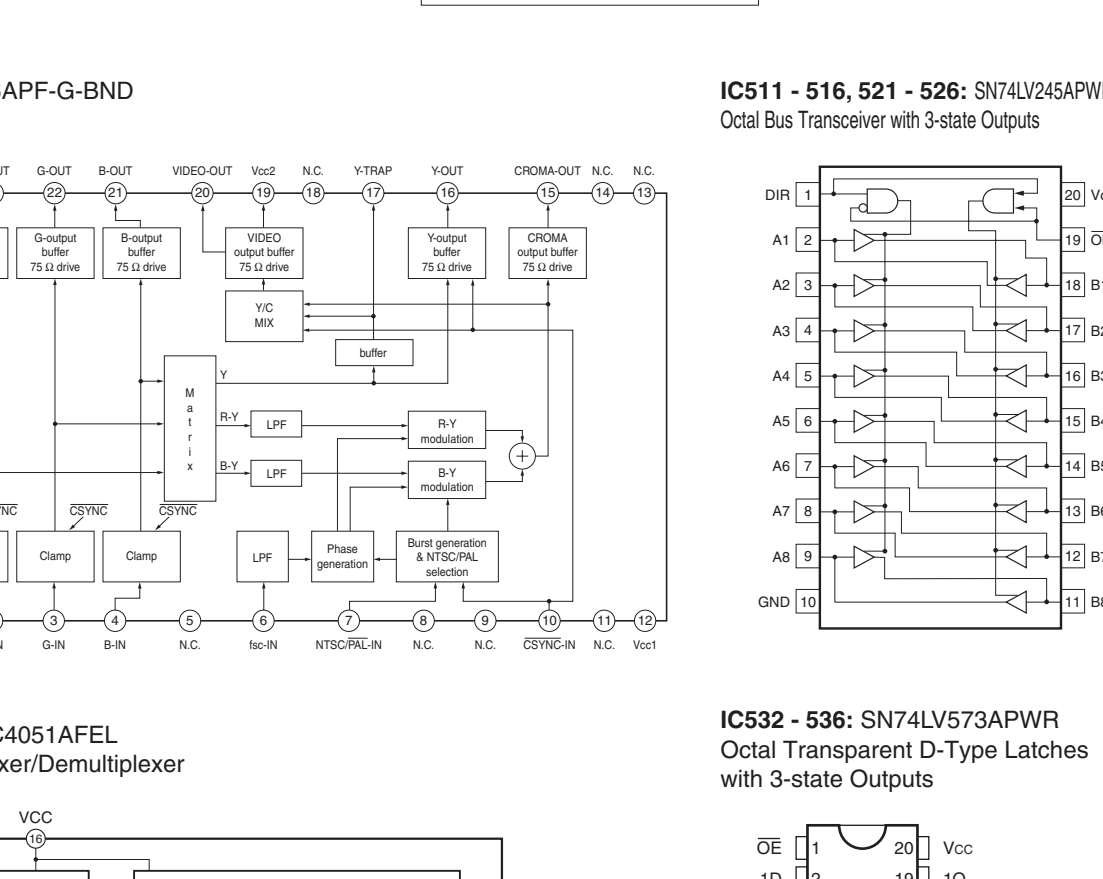 APF-G-BND
G-OUT B-OUT VIDEO-OUT Vcc2 N.C. Y-TRAP Y-OUT CROMA-OUT N.C. N.C.
22 21 20 19 18 17 16 15 14 13
G-output
buffer
75 Ω drive
B-output
buffer
75 Ω drive
VIDEO
output buffer
75 Ω drive
Y-output
buffer
75 Ω drive
CROMA
output buffer
75 Ω drive
Y/C
MIX
buffer
Matrix
Y
R-Y
B-Y
LPF
LPF
R-Y
modulation
B-Y
modulation
+
CSYNC
CSYNC
Clamp
Clamp
LPF
Phase
generation
Burst generation
& NTSC/PAL
selection
3 4 5 6 7 8 9 10 11 12
G-IN B-IN N.C. fsc-IN NTSC/PAL-IN N.C. N.C. CSYNC-IN N.C. Vcc1
IC511 - 516, 521 - 526: SN74LV245APW
Octal Bus Transceiver with 3-state Outputs
DIR 1 20
A1 2 19
A2 3 18
A3 4 17
A4 5 16
A5 6 15
A6 7 14
A7 8 13
A8 9 12
GND 10 11
C4051AFEL
xer/Demultiplexer
VCC
16
IC532 - 536: SN74LV573APWR
Octal Transparent D-Type Latches
with 3-state Outputs
OE 1 20 Vcc
1D 2 19 1Q